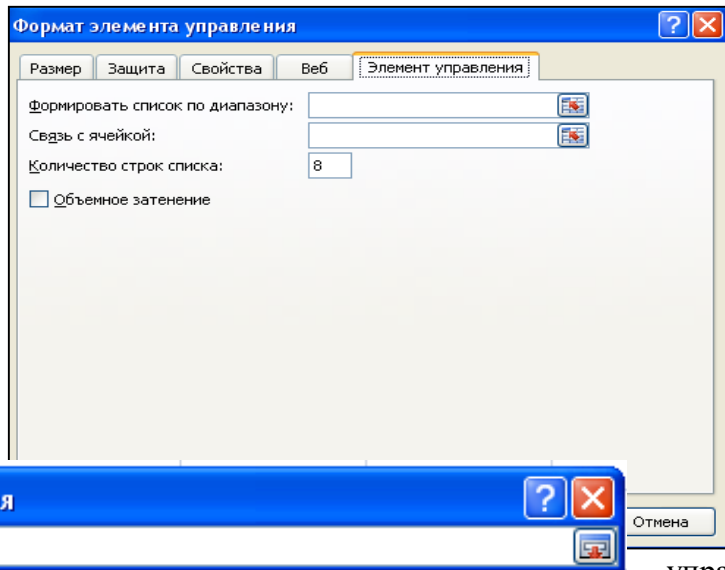 Формат элемента управления
Размер Защита Свойства Веб Элемент управления
Формировать список по диапазону:
Связь с ячейкой:
Количество строк списка: 8
Объемное затенение
я
Отмена